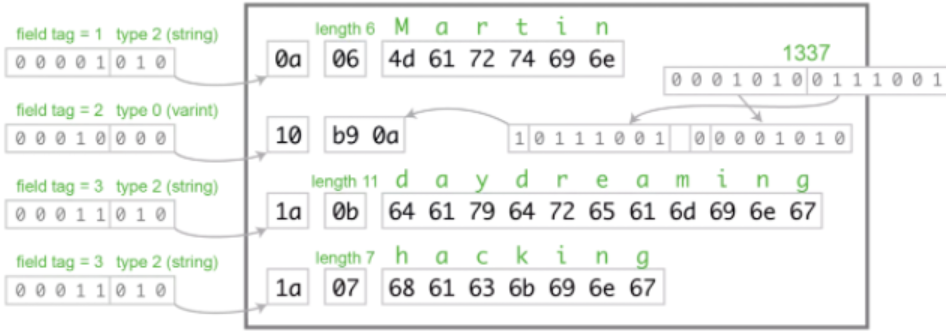 length 6 M a r t i n
field tag = 1 type 2 (string)
0 0 0 0 1 0 1 0
0a 06 4d 61 72 74 69 6e
1337
0 0 0 1 0 1 0 0 1 1 1 0 0 1
field tag = 2 type 0 (varint)
0 0 0 1 0 0 0 0
10 b9 0a
1 0 1 1 1 0 0 1 0 0 0 0 1 0 1 0
length 11 d a y d r e a m i n g
field tag = 3 type 2 (string)
0 0 0 1 1 0 1 0
1a 0b 64 61 79 64 72 65 61 6d 69 6e 67
length 7 h a c k i n g
field tag = 3 type 2 (string)
0 0 0 1 1 0 1 0
1a 07 68 61 63 6b 69 6e 67